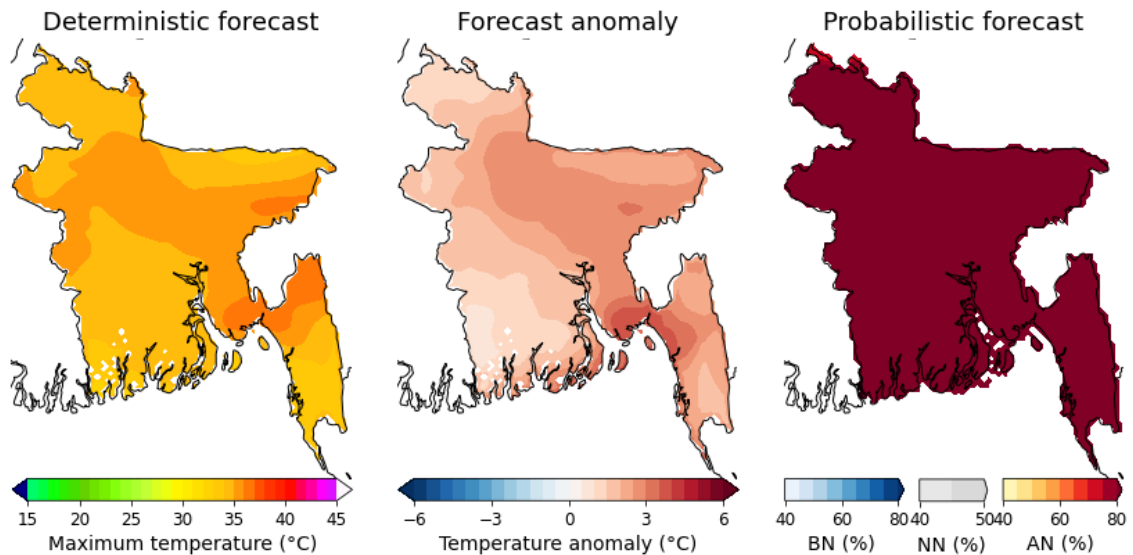 Deterministic forecast Forecast anomaly Probabilistic forecast
15 20 25 30 35 40 45 −6 −3 0 3 6 40 60 80 40 50 40 60 80
Maximum temperature (°C) Temperature anomaly (°C) BN (%) NN (%) AN (%)